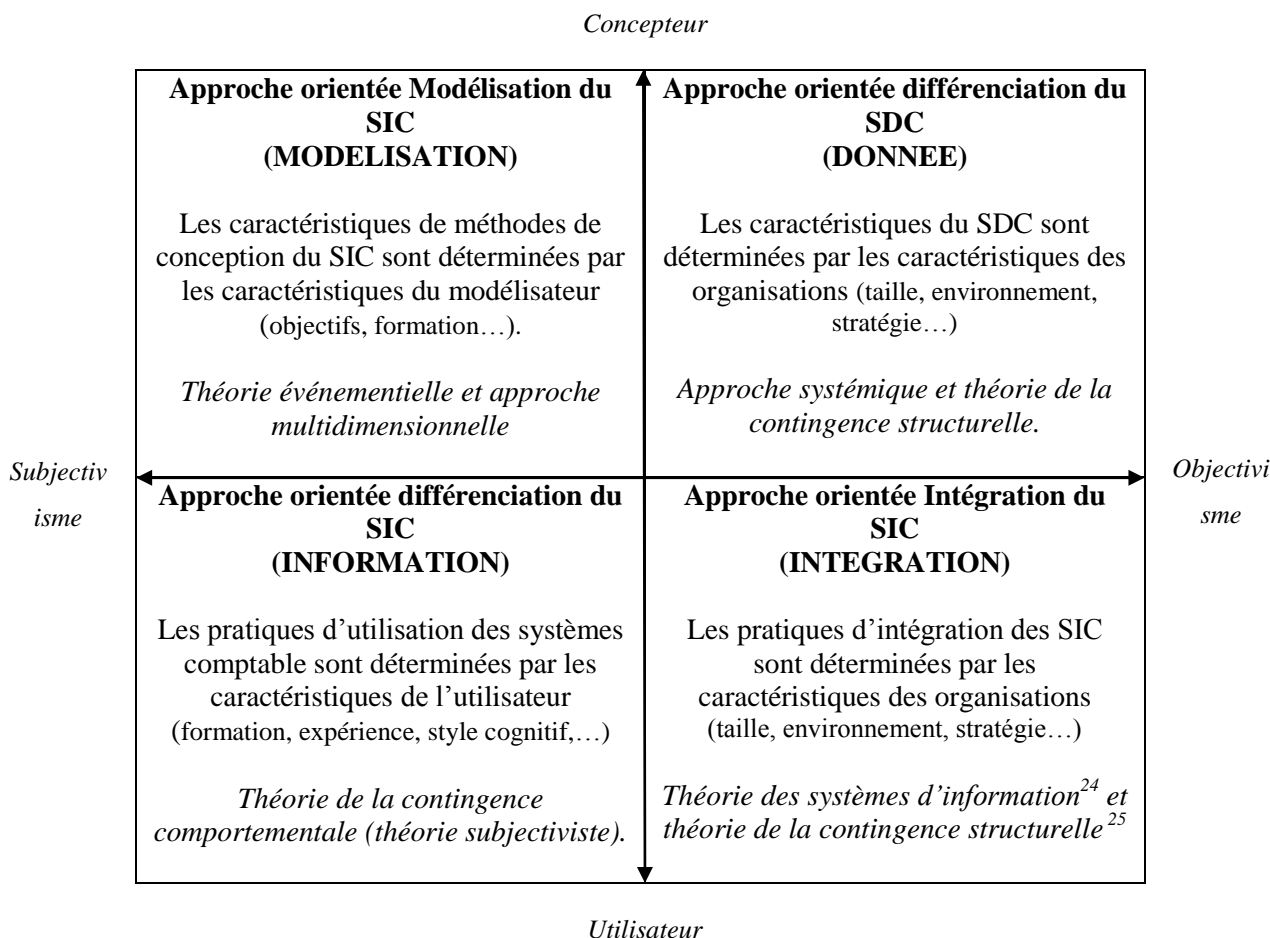 Concepteur
Approche orientée Modélisation du
SIC
(MODELISATION)
Les caractéristiques de méthodes de
conception du SIC sont déterminées par
les caractéristiques du modélisateur
(objectifs, formation…).
Théorie événementielle et approche
multidimensionnelle
Approche orientée différenciation du
SDC
(DONNEE)
Les caractéristiques du SDC sont
déterminées par les caractéristiques des
organisations (taille, environnement,
stratégie…)
Approche systémique et théorie de la
contingence structurelle.
Subjectiv
isme
Objectivi
sme
Approche orientée différenciation du
SIC
(INFORMATION)
Les pratiques d’utilisation des systèmes
comptable sont déterminées par les
caractéristiques de l’utilisateur
(formation, expérience, style cognitif,…)
Théorie de la contingence
comportementale (théorie subjectiviste).
Approche orientée Intégration du
SIC
(INTEGRATION)
Les pratiques d’intégration des SIC
sont déterminées par les
caractéristiques des organisations
(taille, environnement, stratégie…)
Théorie des systèmes d’information24 et
théorie de la contingence structurelle 25
Utilisateur